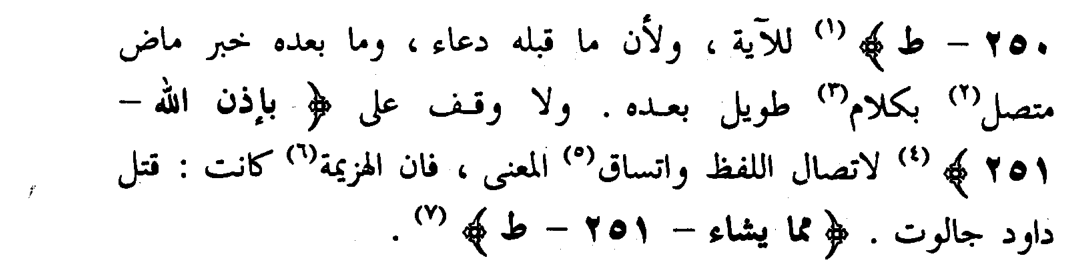 ٢٥٠ – ط ﴾ (١) للآية ، ولأن ما قبله دعاء ، وما بعده خبر ماض
متصل(٢) بكلام(٣) طويل بعده . ولا وقف على ﴿ بإذن الله –
٢٥١ ﴾ (٤) لاتصال اللفظ واتساق(٥) المعنى ، فان الهزيمة(٦) كانت : قتل
داود جالوت . ﴿ مما يشاء – ٢٥١ – ط ﴾ (٧) .